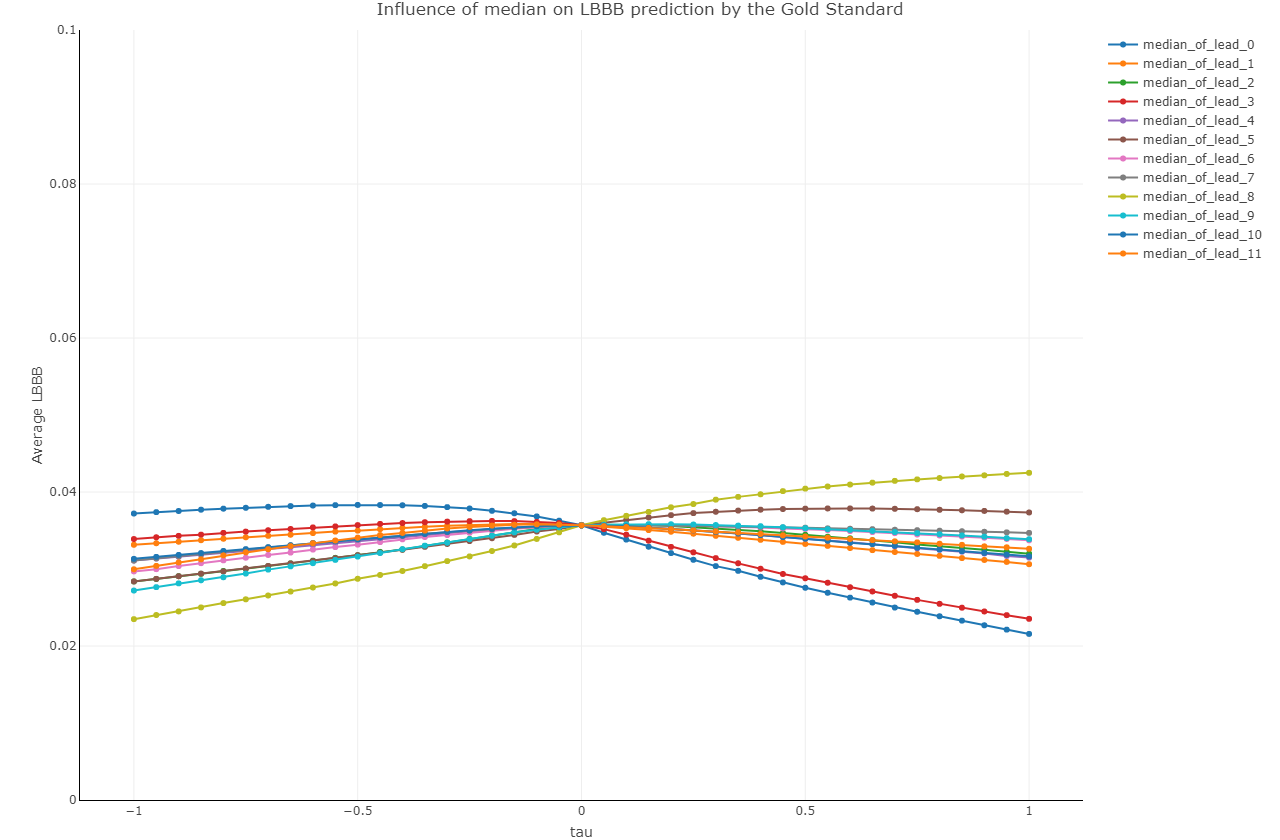 Influence of median on LBBB prediction by the Gold Standard
0.1
0.08
0.06
0.04
0.02
0
Average LBBB
−1
−0.5
0
0.5
1
tau
median_of_lead_0
median_of_lead_1
median_of_lead_2
median_of_lead_3
median_of_lead_4
median_of_lead_5
median_of_lead_6
median_of_lead_7
median_of_lead_8
median_of_lead_9
median_of_lead_10
median_of_lead_11